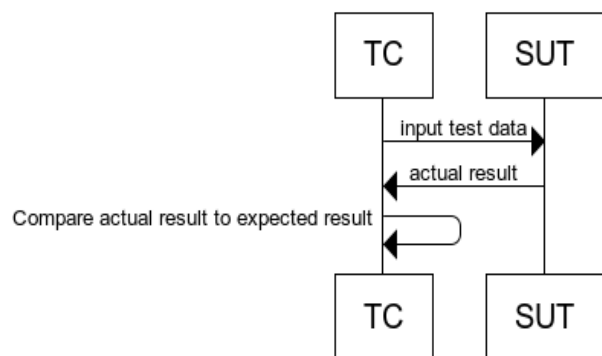 TC
SUT
input test data
actual result
Compare actual result to expected result
TC
SUT